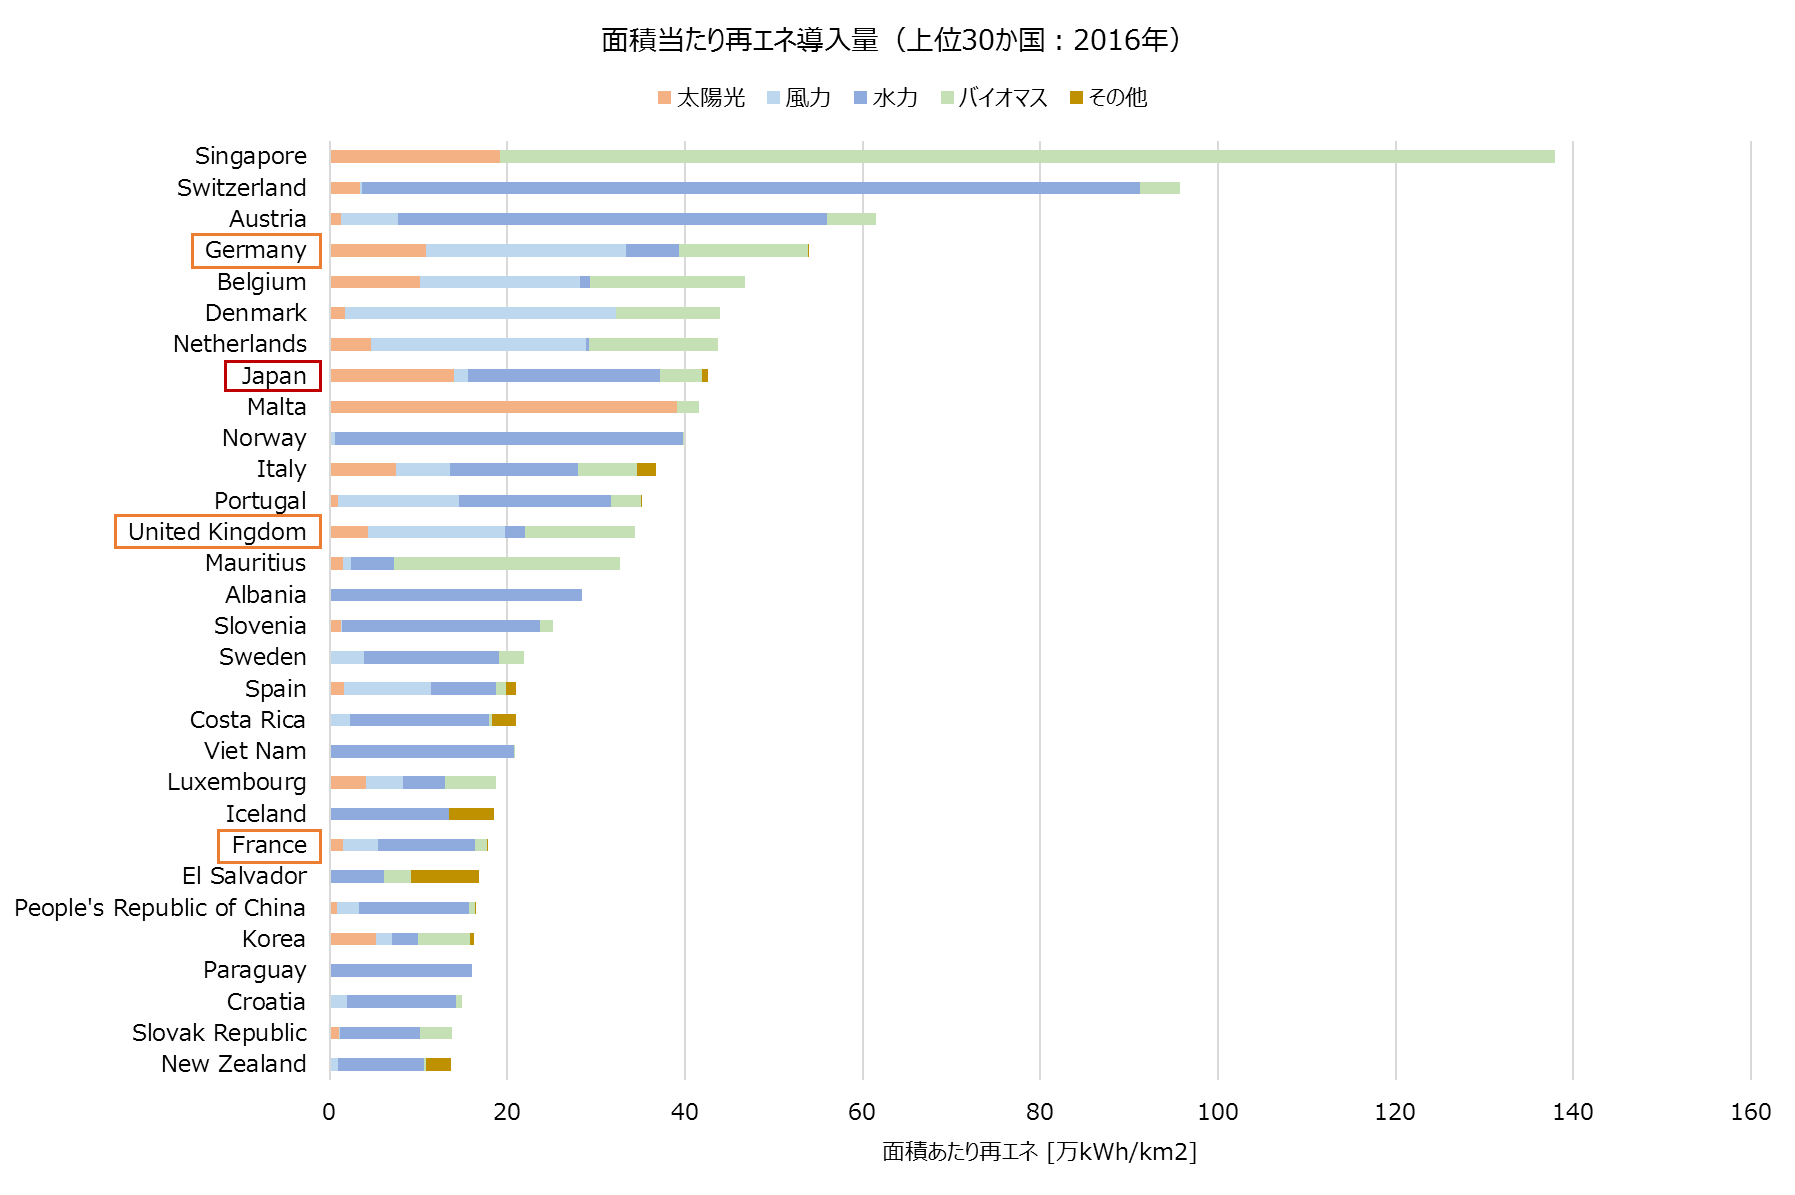 面積当たり再エネ導入量（上位30か国：2016年）
太陽光 風力 水力 バイオマス その他
Singapore
Switzerland
Austria
Germany
Belgium
Denmark
Netherlands
Japan
Malta
Norway
Italy
Portugal
United Kingdom
Mauritius
Albania
Slovenia
Sweden
Spain
Costa Rica
Viet Nam
Luxembourg
Iceland
France
El Salvador
People's Republic of China
Korea
Paraguay
Croatia
Slovak Republic
New Zealand
0 20 40 60 80 100 120 140 160
面積あたり再エネ [万kWh/km2]